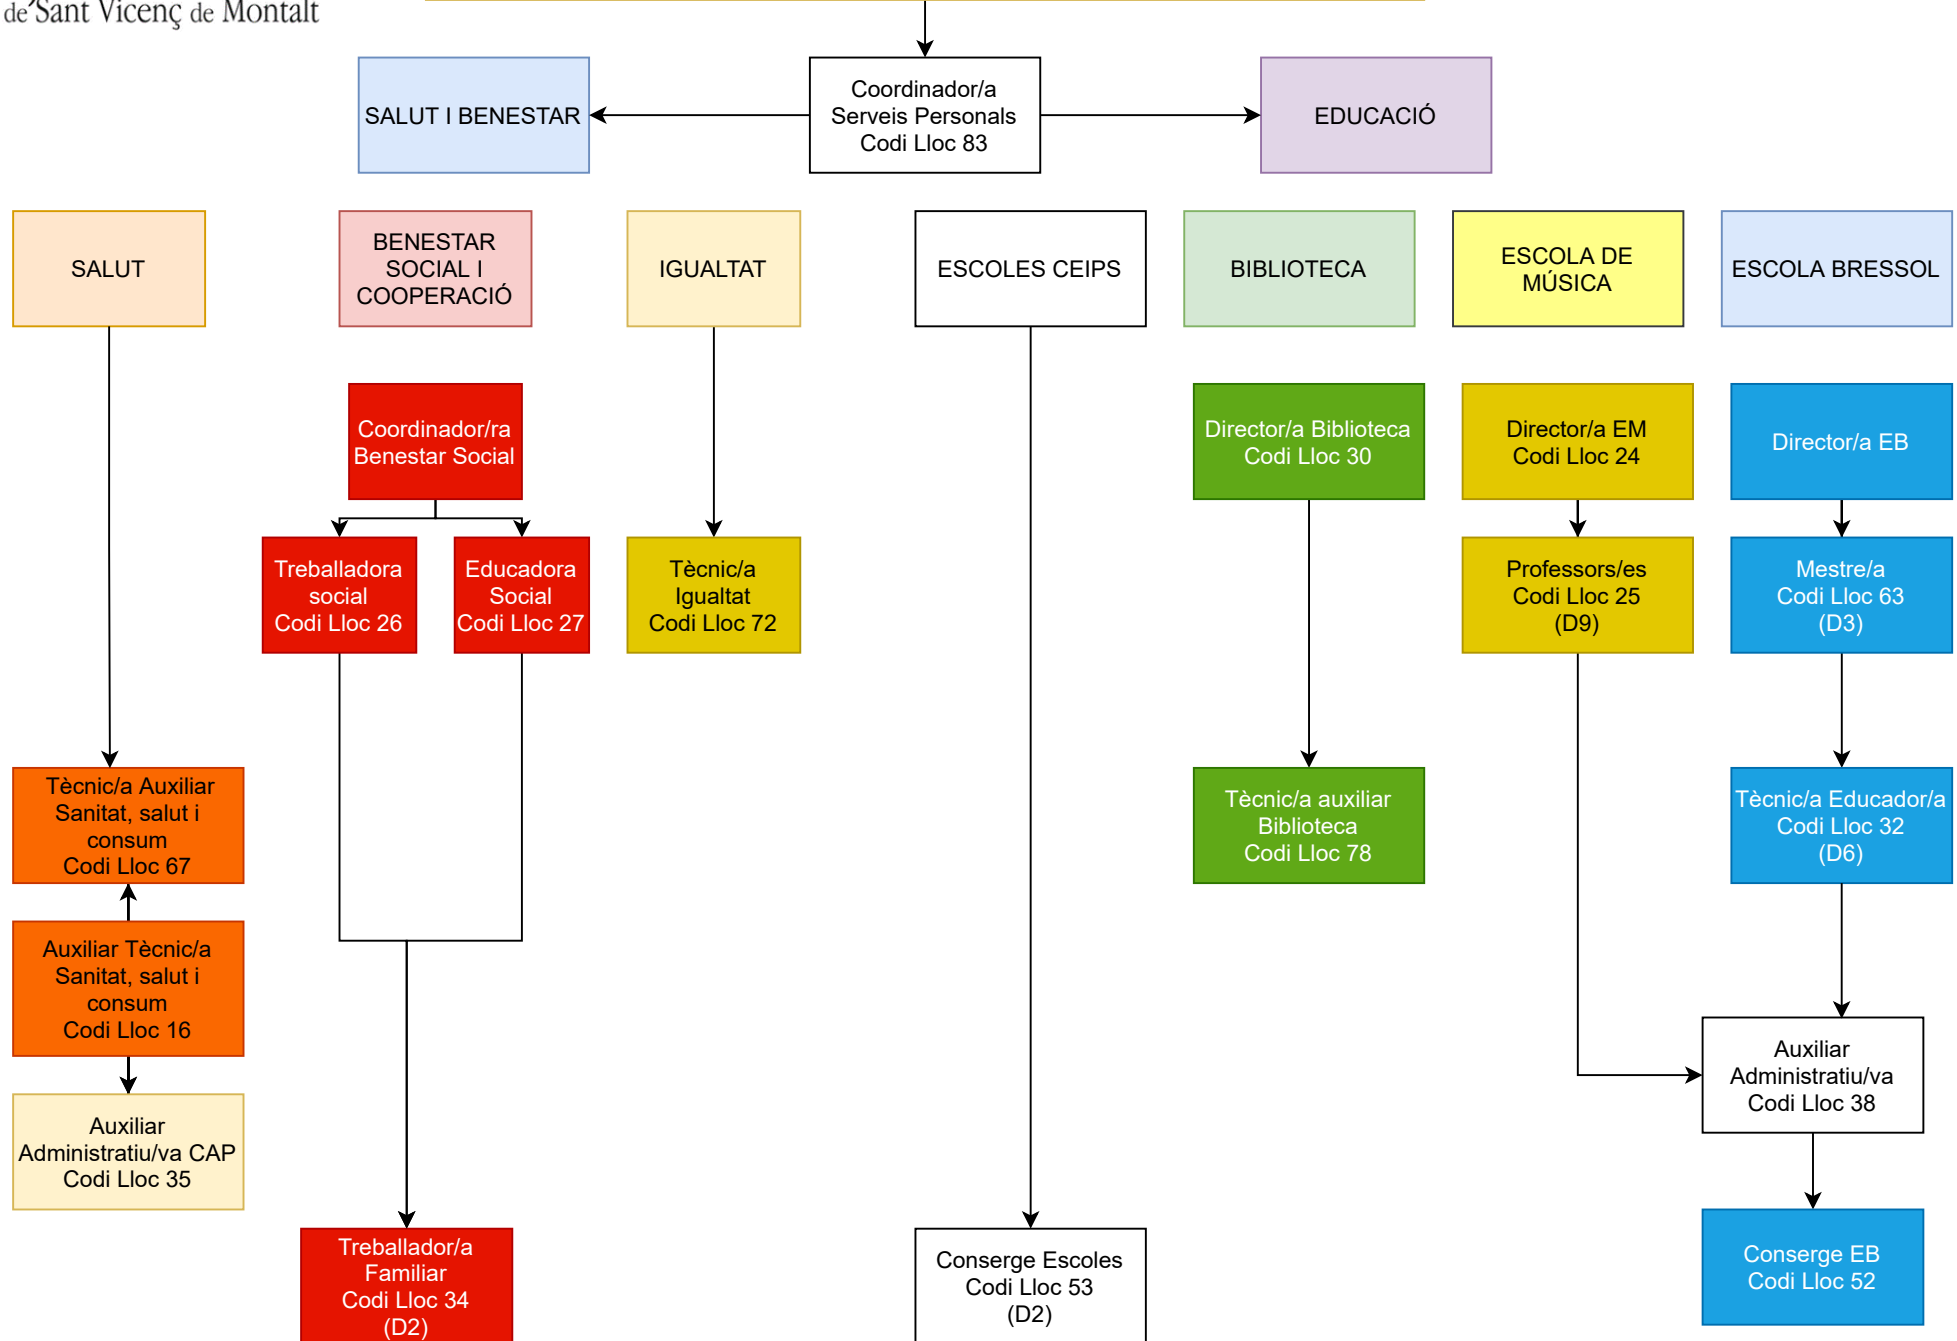 de Sant Vicenç de Montalt
SALUT I BENESTAR
Coordinador/a
Serveis Personals
Codi Lloc 83
EDUCACIÓ
SALUT
BENESTAR
SOCIAL I
COOPERACIÓ
IGUALTAT
ESCOLES CEIPS
BIBLIOTECA
ESCOLA DE
MÚSICA
ESCOLA BRESSOL
Coordinador/ra
Benestar Social
Director/a Biblioteca
Codi Lloc 30
Director/a EM
Codi Lloc 24
Director/a EB
Treballadora
social
Codi Lloc 26
Educadora
Social
Codi Lloc 27
Tècnic/a
Igualtat
Codi Lloc 72
Professors/es
Codi Lloc 25
(D9)
Mestre/a
Codi Lloc 63
(D3)
Tècnic/a Auxiliar
Sanitat, salut i
consum
Codi Lloc 67
Tècnic/a auxiliar
Biblioteca
Codi Lloc 78
Tècnic/a Educador/a
Codi Lloc 32
(D6)
Auxiliar Tècnic/a
Sanitat, salut i
consum
Codi Lloc 16
Auxiliar
Administratiu/va
Codi Lloc 38
Auxiliar
Administratiu/va CAP
Codi Lloc 35
Treballador/a
Familiar
Codi Lloc 34
(D2)
Conserge Escoles
Codi Lloc 53
(D2)
Conserge EB
Codi Lloc 52